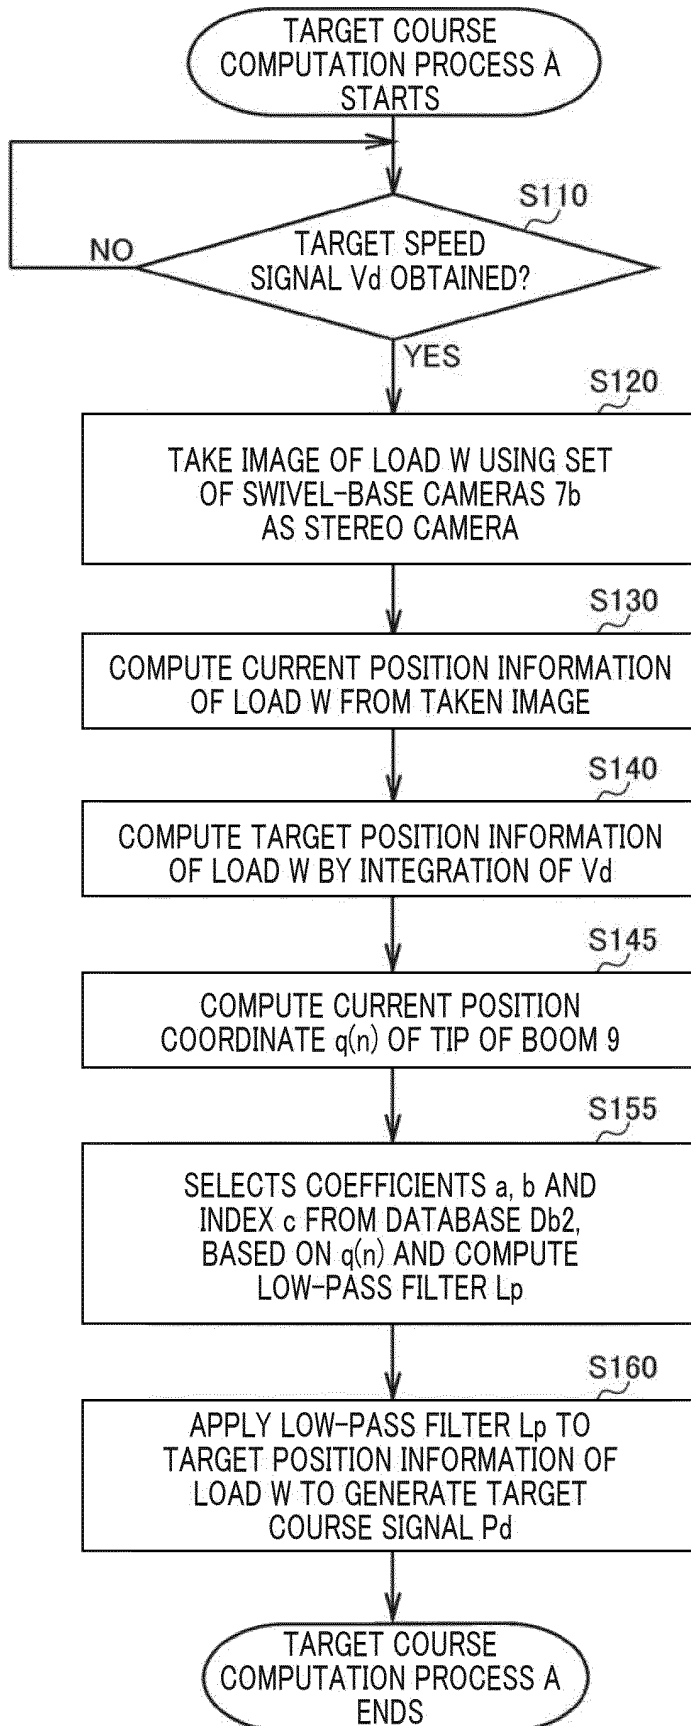 TARGET COURSE
COMPUTATION PROCESS A
STARTS
S110
NO
TARGET SPEED
SIGNAL Vd OBTAINED?
YES
S120
TAKE IMAGE OF LOAD W USING SET
OF SWIVEL-BASE CAMERAS 7b
AS STEREO CAMERA
S130
COMPUTE CURRENT POSITION INFORMATION
OF LOAD W FROM TAKEN IMAGE
S140
COMPUTE TARGET POSITION INFORMATION
OF LOAD W BY INTEGRATION OF Vd
S145
COMPUTE CURRENT POSITION
COORDINATE q(n) OF TIP OF BOOM 9
S155
SELECTS COEFFICIENTS a, b AND
INDEX c FROM DATABASE Db2,
BASED ON q(n) AND COMPUTE
LOW-PASS FILTER Lp
S160
APPLY LOW-PASS FILTER Lp TO
TARGET POSITION INFORMATION OF
LOAD W TO GENERATE TARGET
COURSE SIGNAL Pd
TARGET COURSE
COMPUTATION PROCESS A
ENDS